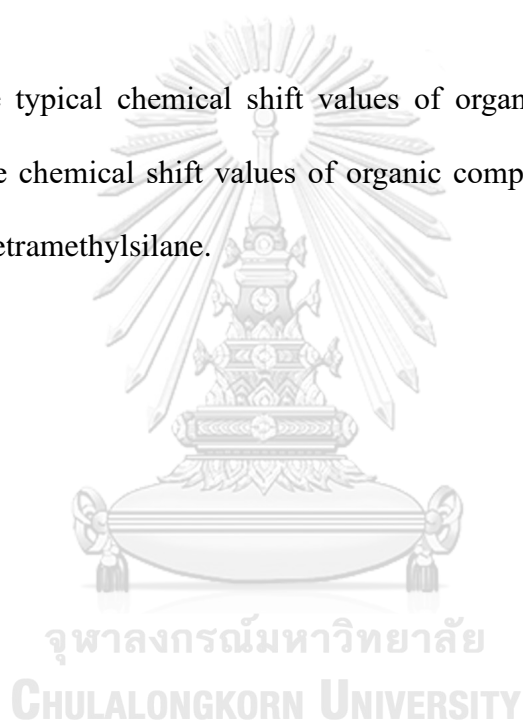 typical chemical shift values of organ
e chemical shift values of organic comp
etramethylsilane.
จุฬาลงกรณ์มหาวิทยาลัย
CHULALONGKORN UNIVERSITY